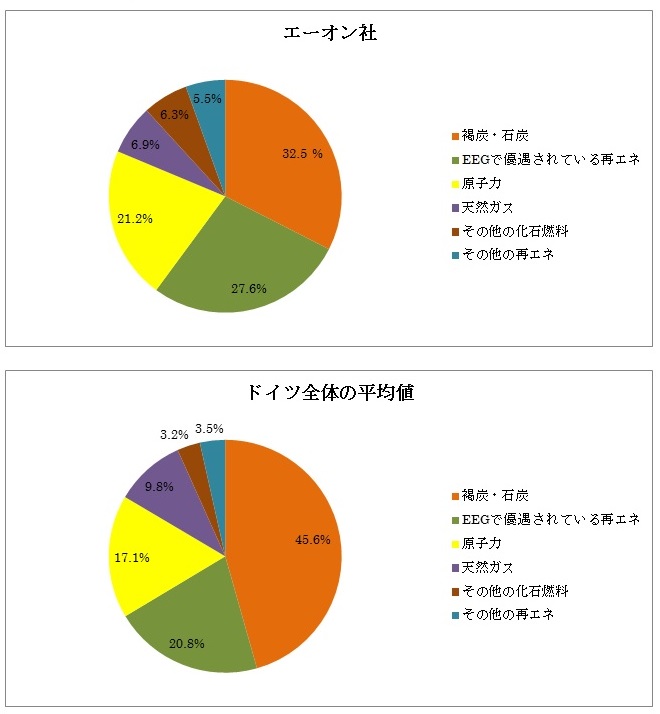 エーオン社
5.5%
6.3%
32.5 %
6.9%
21.2%
27.6%
褐炭・石炭
EEGで優遇されている再エネ
原子力
天然ガス
その他の化石燃料
その他の再エネ
ドイツ全体の平均値
3.5%
3.2%
9.8%
45.6%
17.1%
20.8%
褐炭・石炭
EEGで優遇されている再エネ
原子力
天然ガス
その他の化石燃料
その他の再エネ